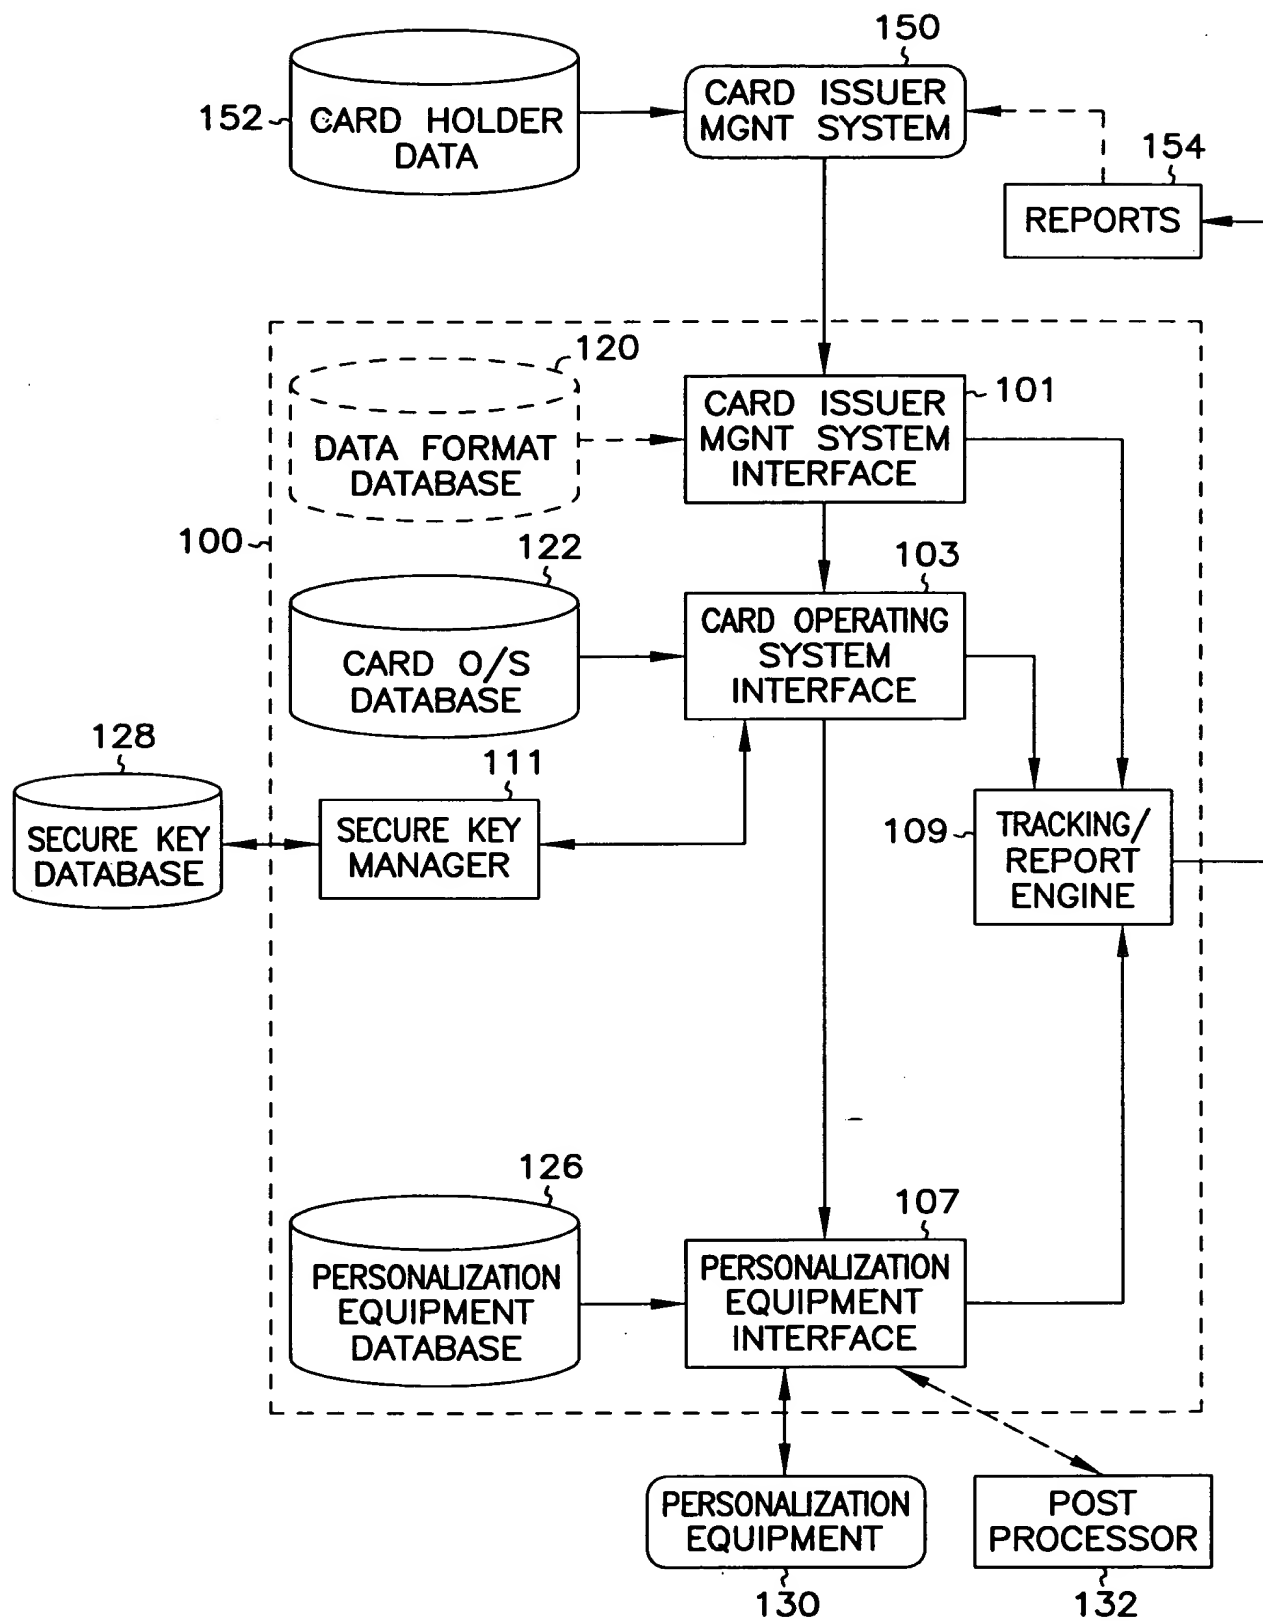 150
CARD HOLDER
DATA
152
CARD ISSUER
MGNT SYSTEM
154
REPORTS
120
DATA FORMAT
DATABASE
CARD ISSUER
MGNT SYSTEM
INTERFACE
101
100
122
CARD O/S
DATABASE
103
CARD OPERATING
SYSTEM
INTERFACE
128
SECURE KEY
DATABASE
111
SECURE KEY
MANAGER
109
TRACKING/
REPORT
ENGINE
126
PERSONALIZATION
EQUIPMENT
DATABASE
107
PERSONALIZATION
EQUIPMENT
INTERFACE
PERSONALIZATION
EQUIPMENT
130
POST
PROCESSOR
132